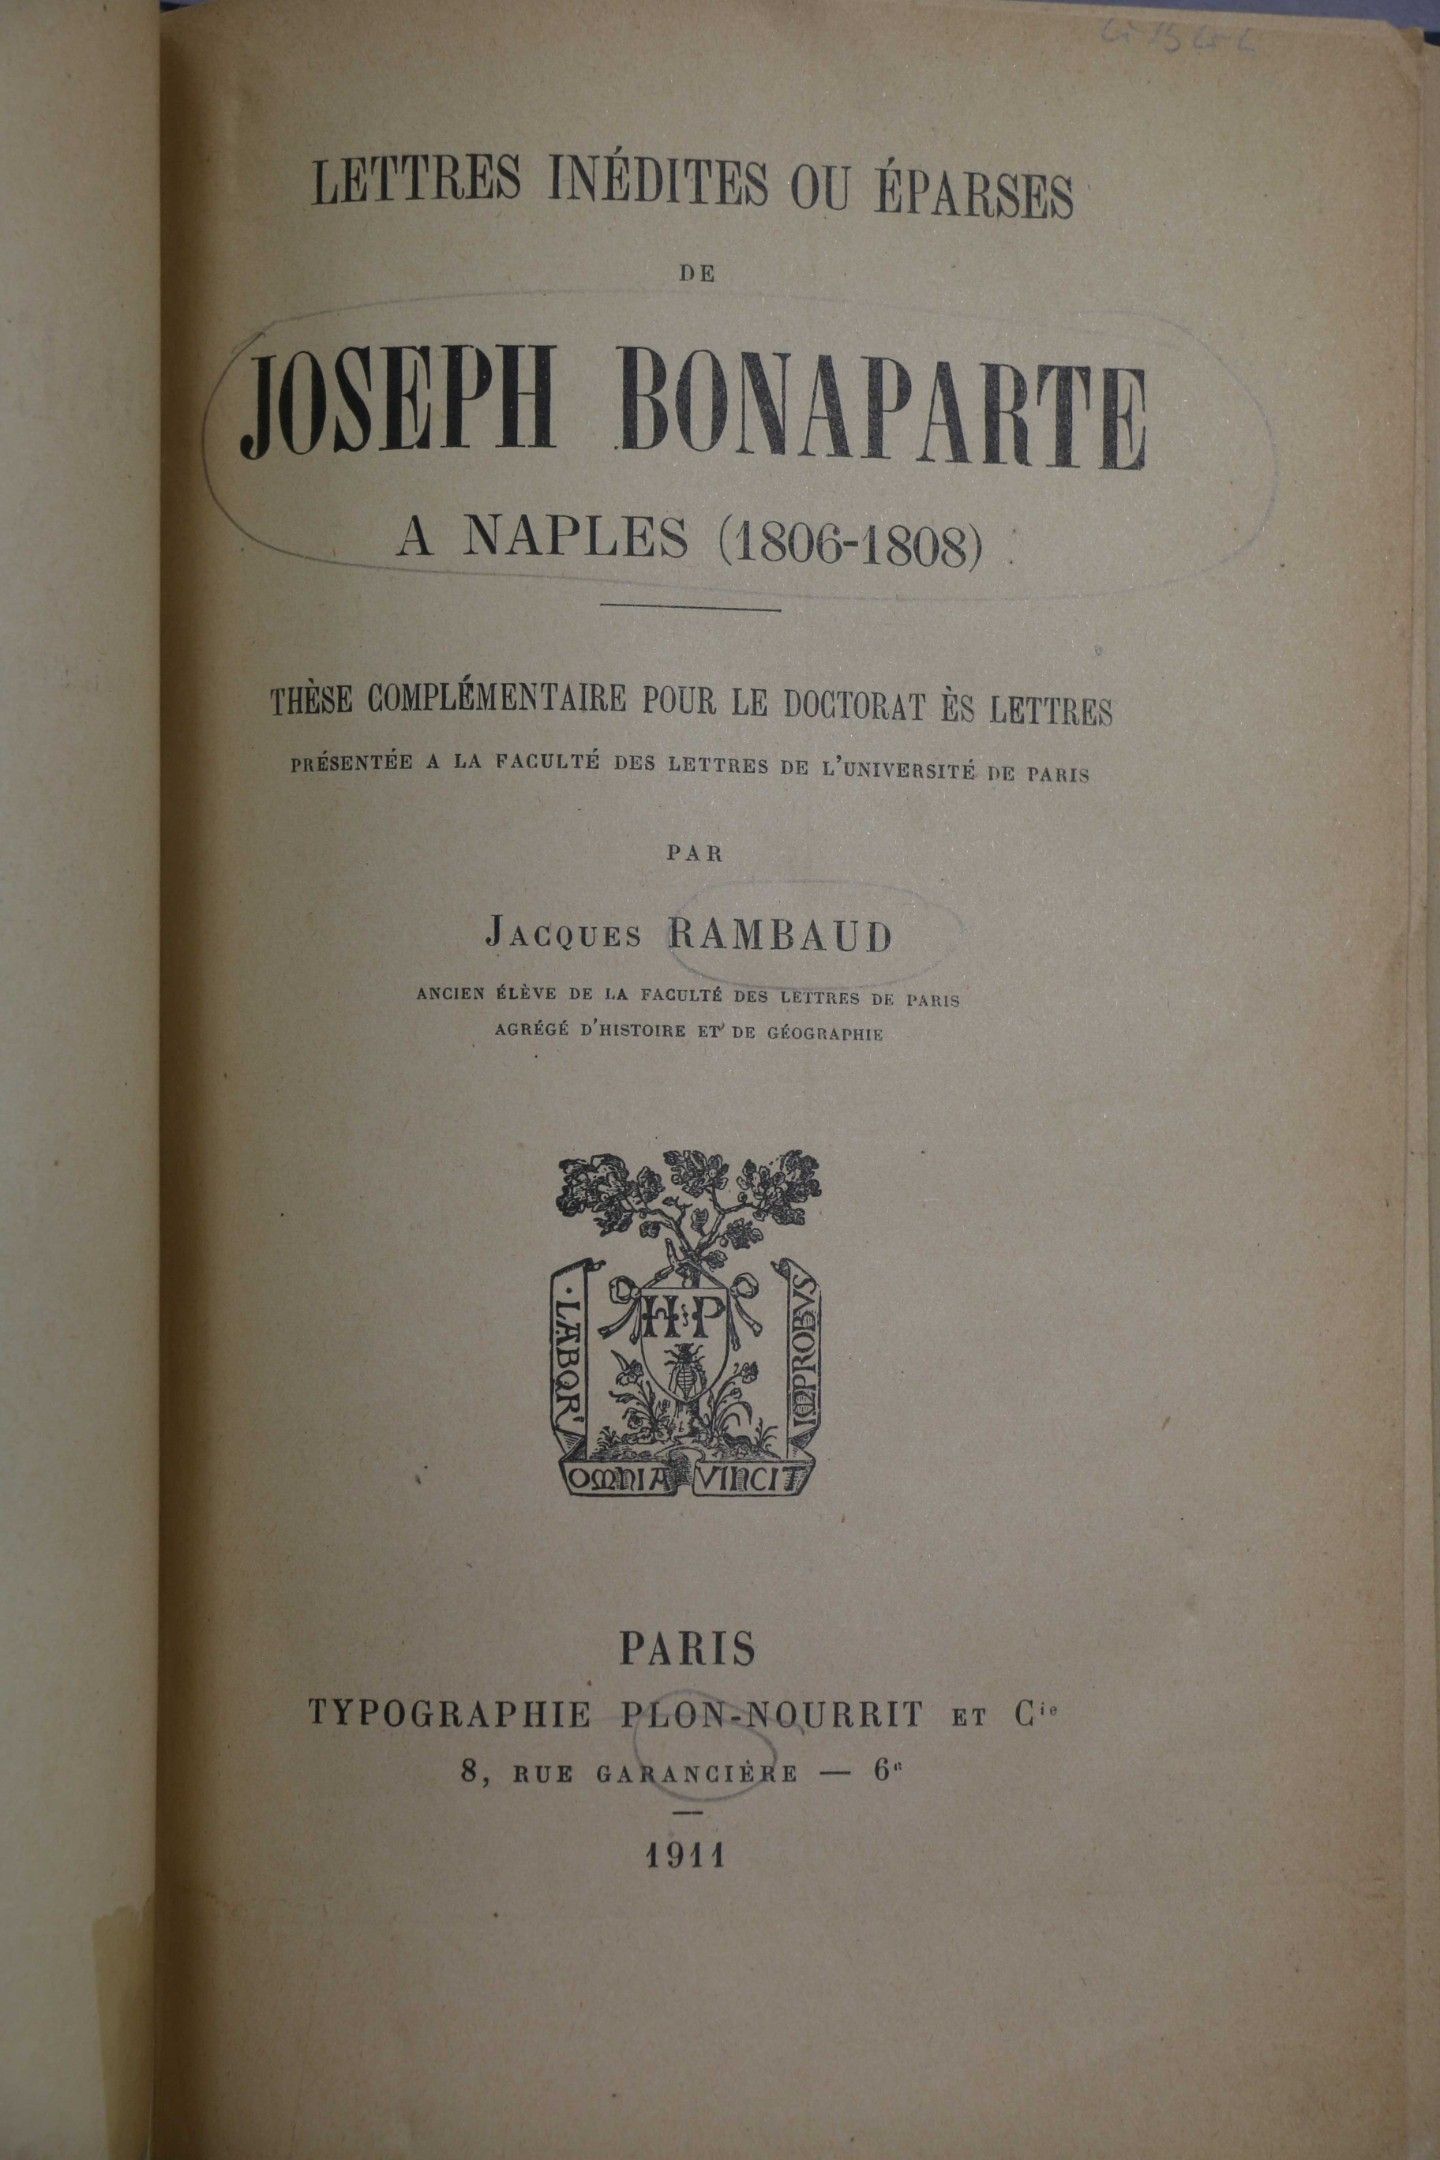 LETTRES INÉDITES OU ÉPARSES
DE
JOSEPH BONAPARTE
A NAPLES (1806-1808)
THÈSE COMPLÉMENTAIRE POUR LE DOCTORAT ÈS LETTRES
PRÉSENTÉE A LA FACULTÉ DES LETTRES DE L'UNIVERSITÉ DE PARIS
PAR
JACQUES RAMBAUD
ANCIEN ÉLÈVE DE LA FACULTÉ DES LETTRES DE PARIS
AGRÉGÉ D'HISTOIRE ET DE GÉOGRAPHIE
H P
LABOR
IMPROBVS
OMNIA VINCIT
PARIS
TYPOGRAPHIE PLON-NOURRIT ET Cie
8, RUE GARANCIÈRE — 6e
1911